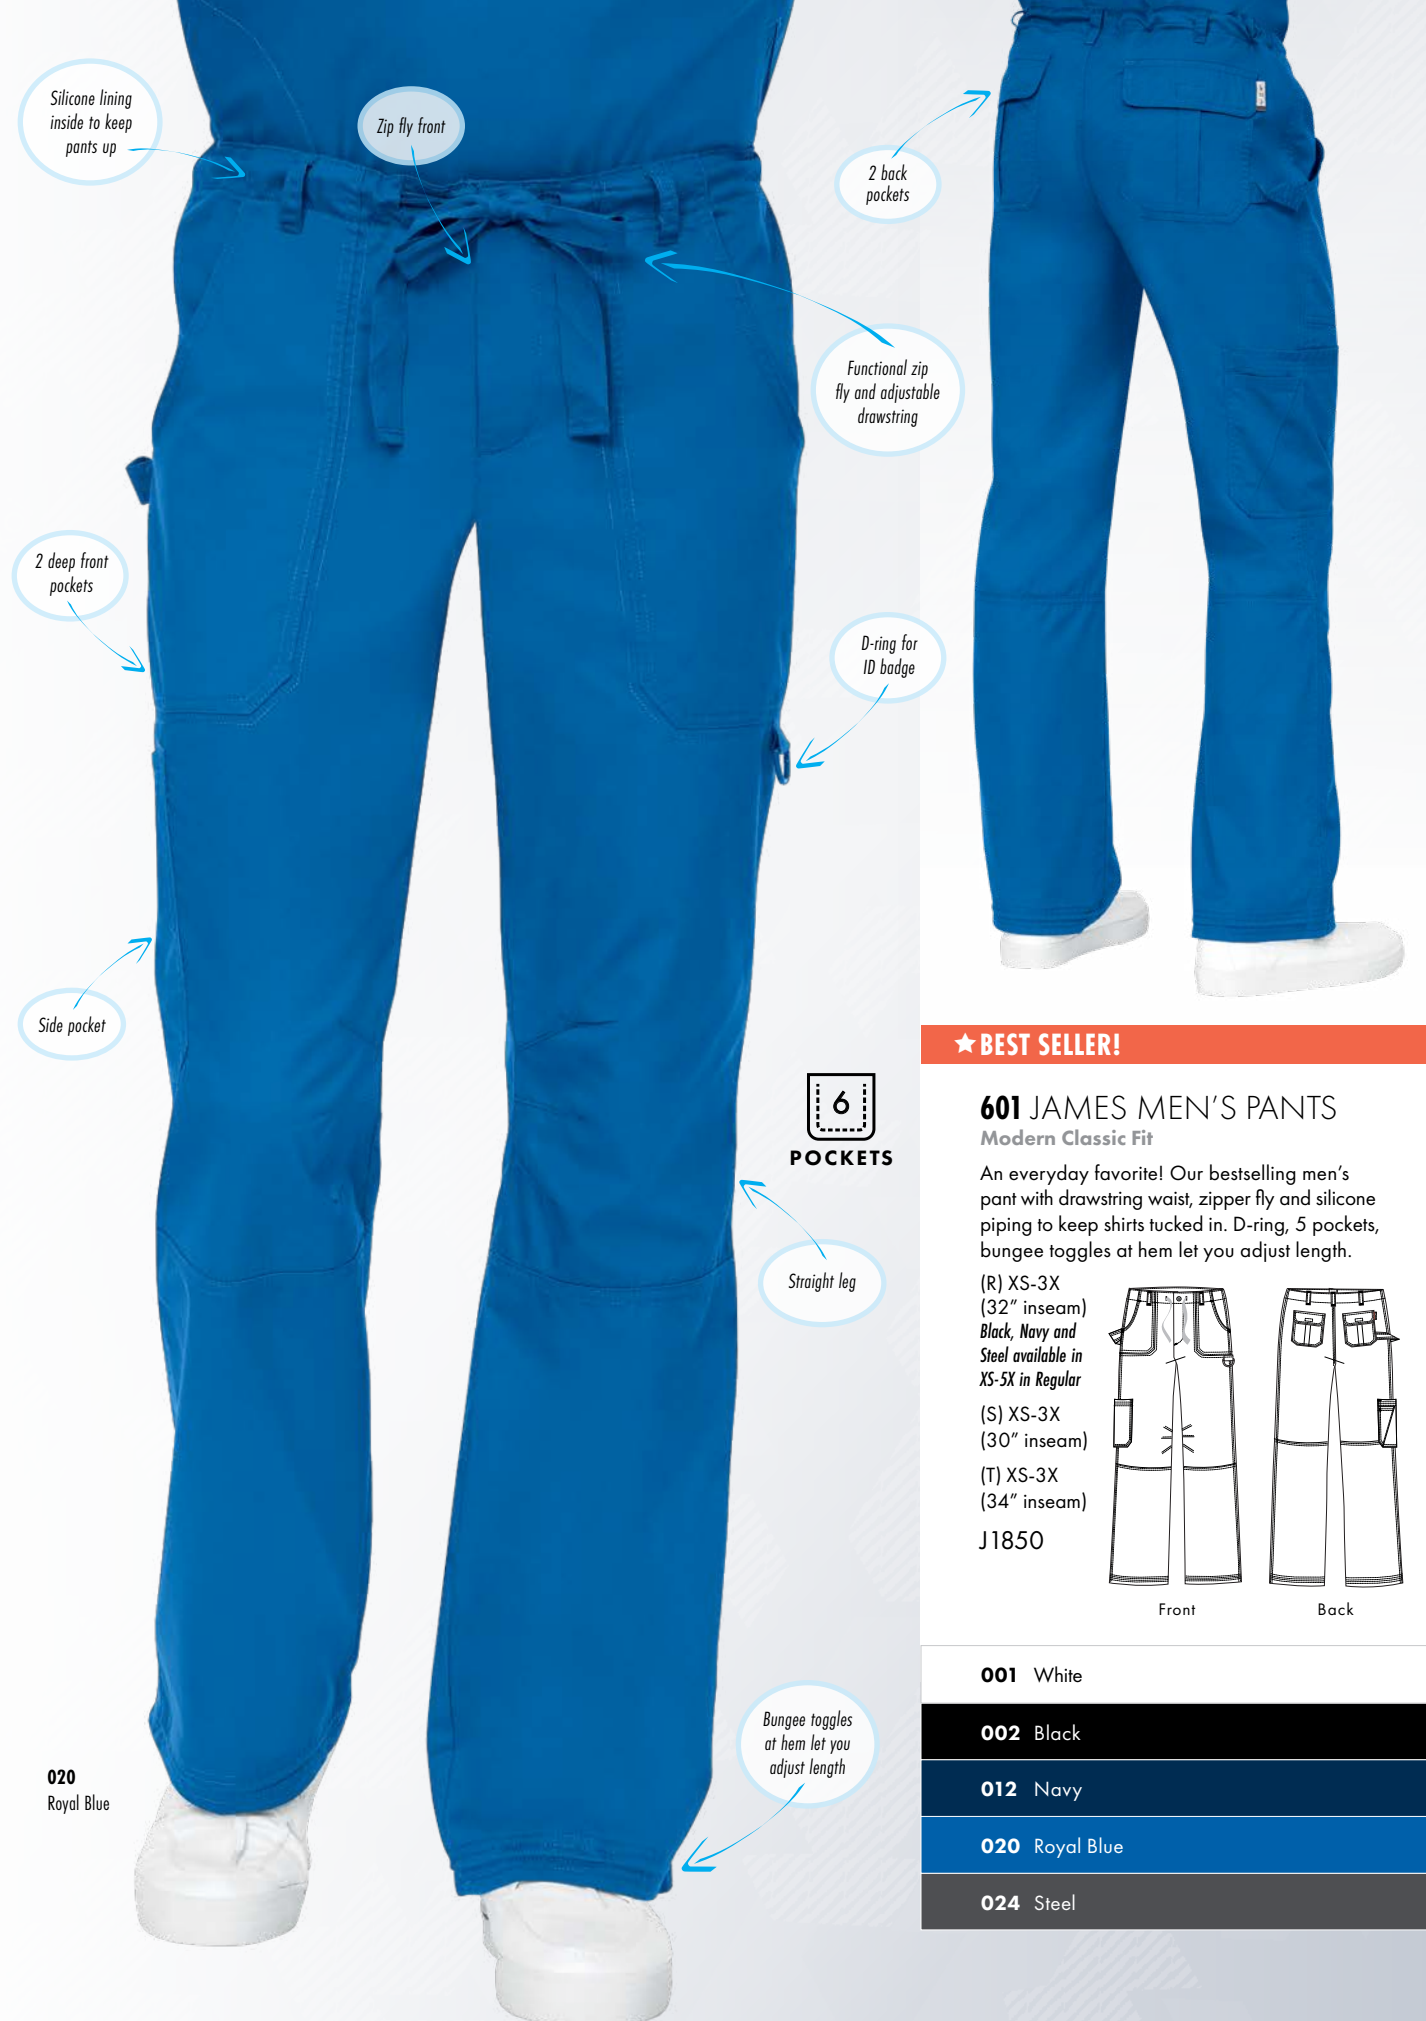 Silicone lining
inside to keep
pants up
Zip fly front
2 back
pockets
Functional zip
fly and adjustable
drawstring
2 deep front
pockets
D-ring for
ID badge
Side pocket
6
POCKETS
Straight leg
Bungee toggles
at hem let you
adjust length
020
Royal Blue
BEST SELLER!
601 JAMES MEN’S PANTS
Modern Classic Fit
An everyday favorite! Our bestselling men’s
pant with drawstring waist, zipper fly and silicone
piping to keep shirts tucked in. D-ring, 5 pockets,
bungee toggles at hem let you adjust length.
(R) XS-3X
(32” inseam)
Black, Navy and
Steel available in
XS-5X in Regular
(S) XS-3X
(30” inseam)
(T) XS-3X
(34” inseam)
J1850
Front
Back
001 White
002 Black
012 Navy
020 Royal Blue
024 Steel